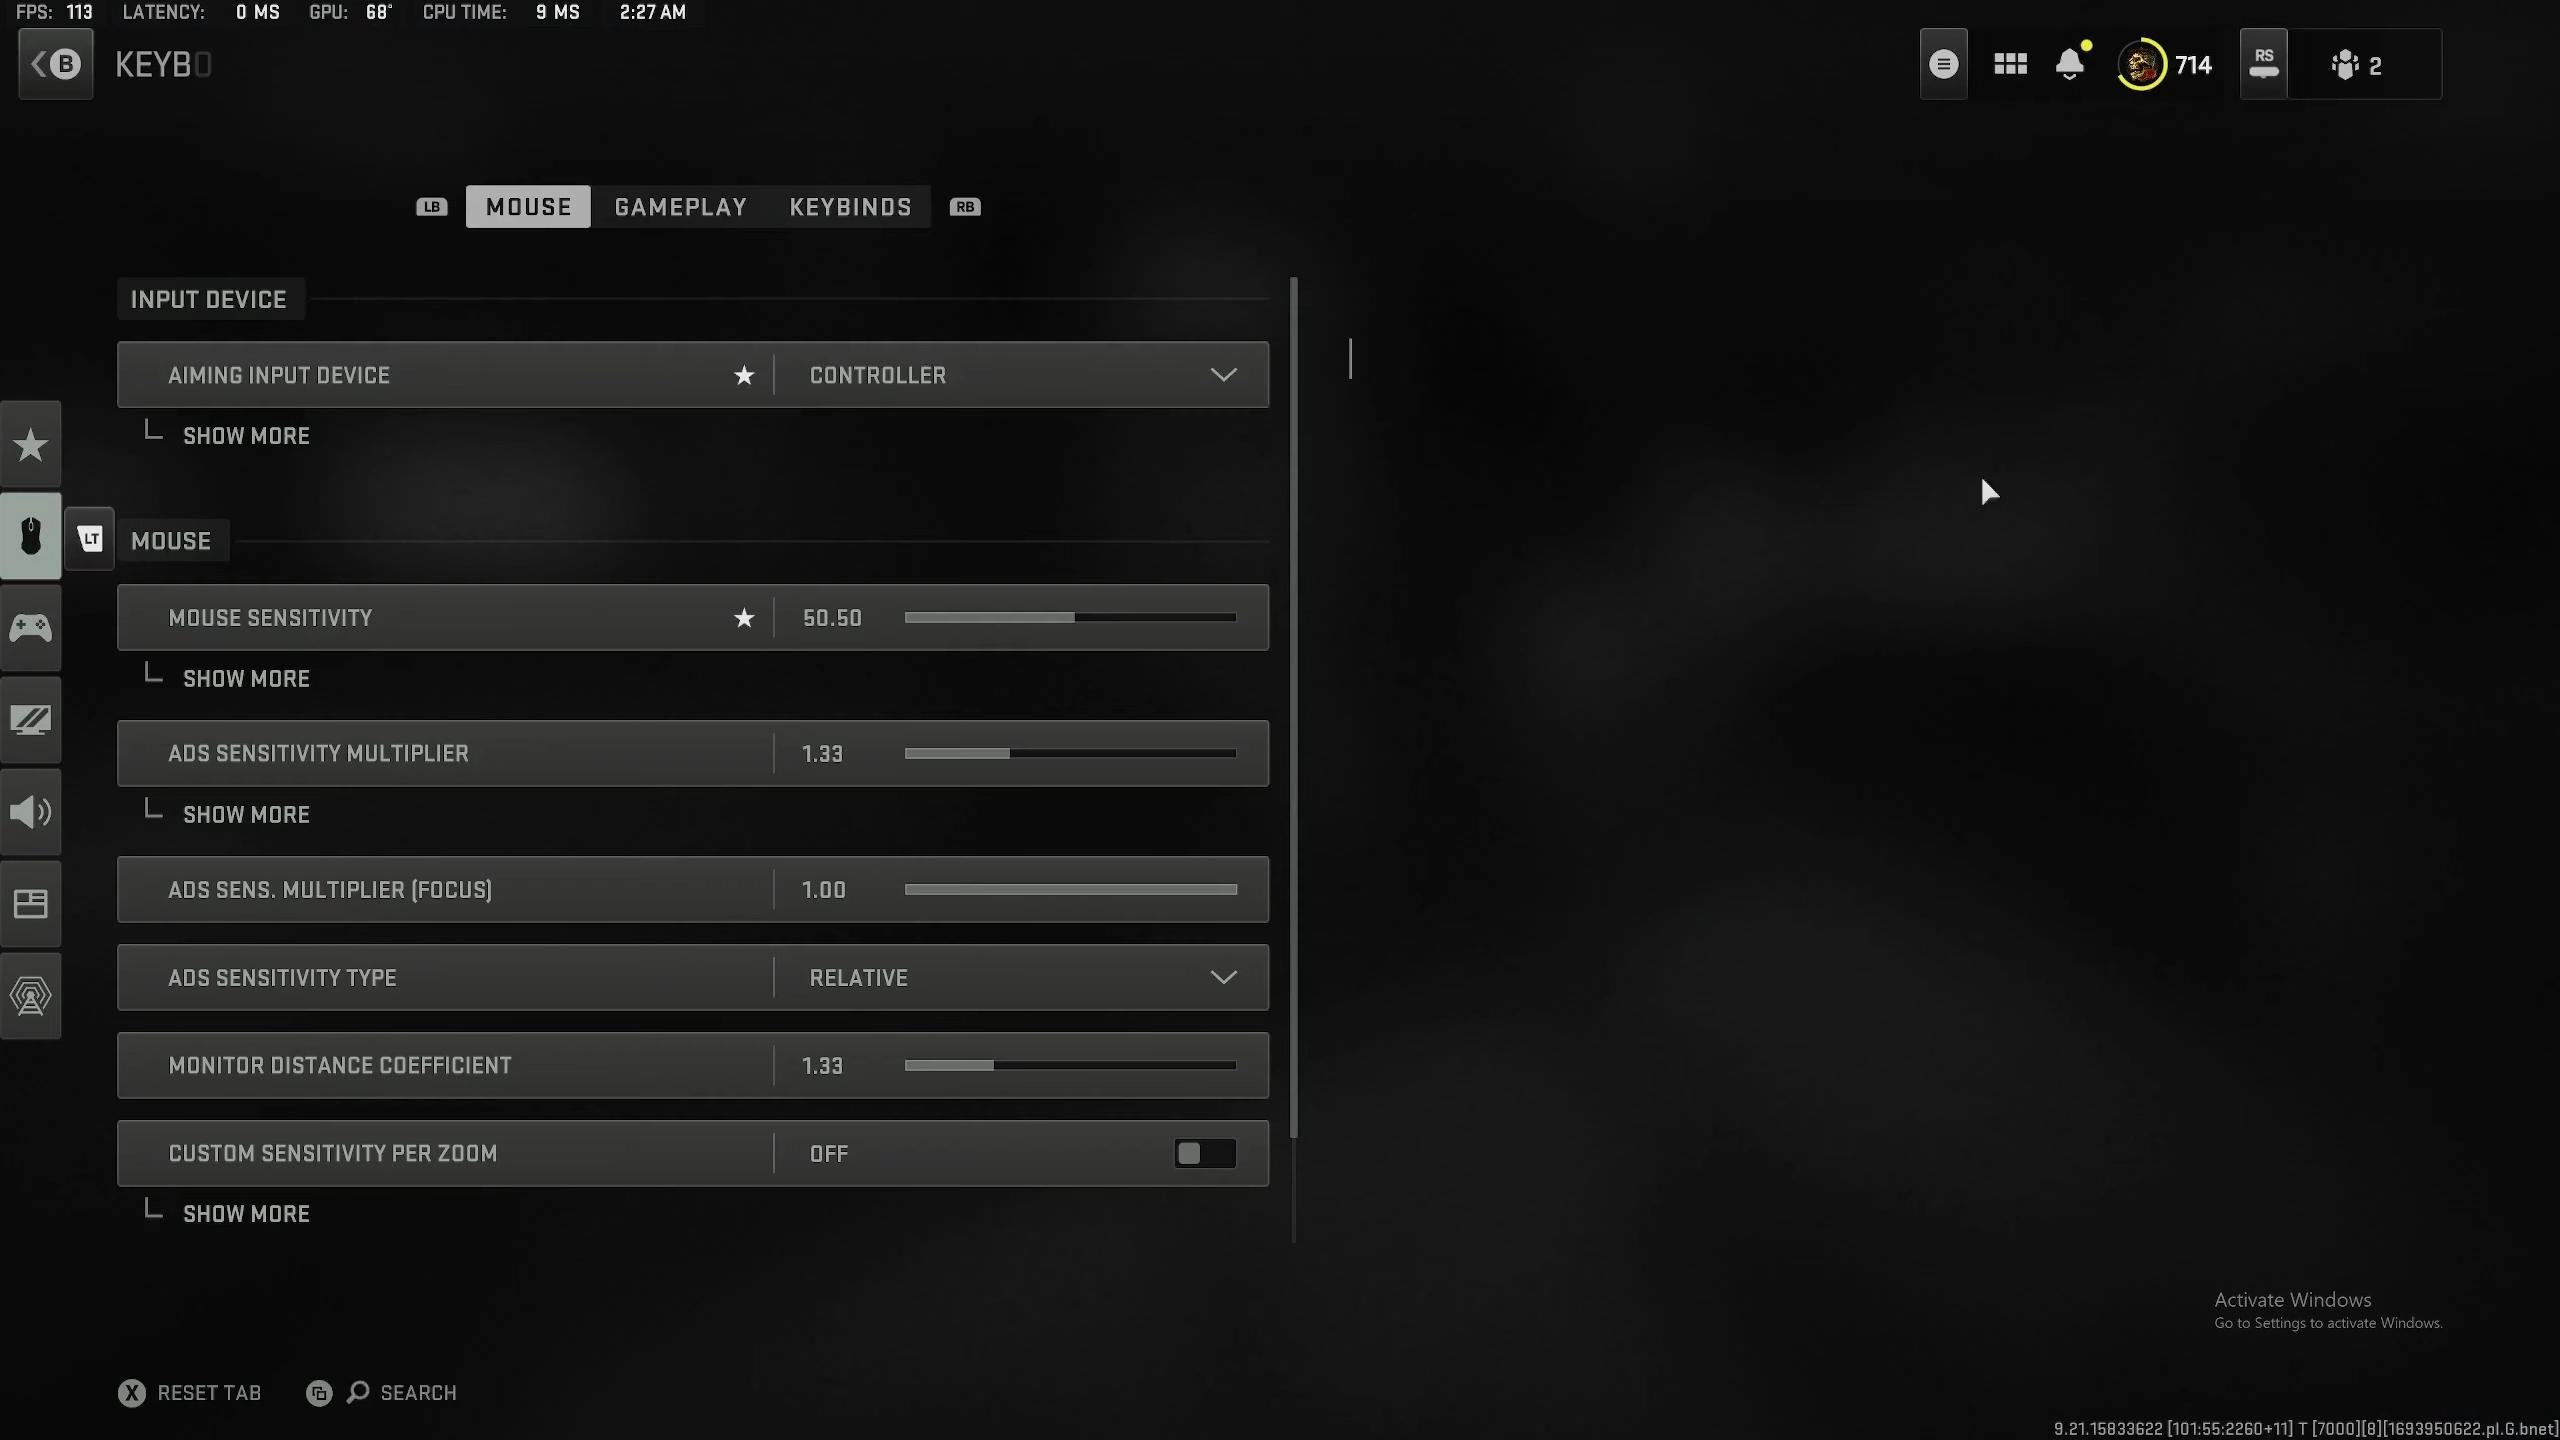 FPS: 113 LATENCY: 0 MS GPU: 68° CPU TIME: 9 MS 2:27 AM
B KEYBO
714 RS 2
LB MOUSE GAMEPLAY KEYBINDS RB
INPUT DEVICE
AIMING INPUT DEVICE CONTROLLER
SHOW MORE
LT MOUSE
MOUSE SENSITIVITY 50.50
SHOW MORE
ADS SENSITIVITY MULTIPLIER 1.33
SHOW MORE
ADS SENS. MULTIPLIER (FOCUS) 1.00
ADS SENSITIVITY TYPE RELATIVE
MONITOR DISTANCE COEFFICIENT 1.33
CUSTOM SENSITIVITY PER ZOOM OFF
SHOW MORE
Activate Windows
Go to Settings to activate Windows.
X RESET TAB SEARCH
9.21.15833622 [101:55:2260+11] T [7000][8][1693950622.pl.G.bnet]